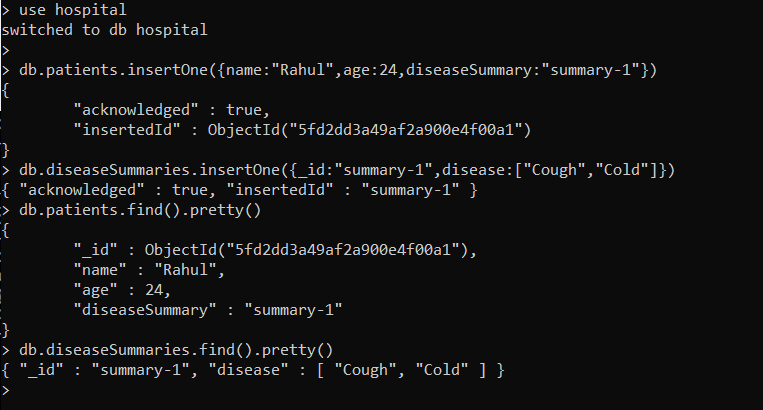 > use hospital
switched to db hospital
>
> db.patients.insertOne({name:"Rahul",age:24,diseaseSummary:"summary-1"})
{
        "acknowledged" : true,
        "insertedId" : ObjectId("5fd2dd3a49af2a900e4f00a1")
}
> db.diseaseSummaries.insertOne({_id:"summary-1",disease:["Cough","Cold"]})
{ "acknowledged" : true, "insertedId" : "summary-1" }
> db.patients.find().pretty()
{
        "_id" : ObjectId("5fd2dd3a49af2a900e4f00a1"),
        "name" : "Rahul",
        "age" : 24,
        "diseaseSummary" : "summary-1"
}
> db.diseaseSummaries.find().pretty()
{ "_id" : "summary-1", "disease" : [ "Cough", "Cold" ] }
>